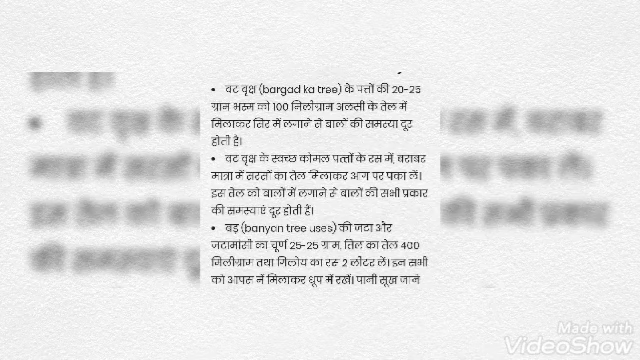 • वट वृक्ष (bargad ka tree) के पत्तों की 20-25
ग्राम भस्म को 100 मिलीग्राम अलसी के तेल में
मिलाकर सिर में लगाने से बालों की समस्या दूर
होती है।
• वट वृक्ष के स्वच्छ कोमल पत्तों के रस में, बराबर
मात्रा में सरसों का तेल मिलाकर आग पर पका लें।
इस तेल को बालों में लगाने से बालों की सभी प्रकार
की समस्याएं दूर होती हैं।
• बड़ (banyan tree uses) की जटा और
जटामांसी का चूर्ण 25-25 ग्राम, तिल का तेल 400
मिलीग्राम तथा गिलोय का रस 2 लीटर लें। इन सभी
को आपस में मिलाकर धूप में रखें। पानी सूख जाने
Made with
VideoShow